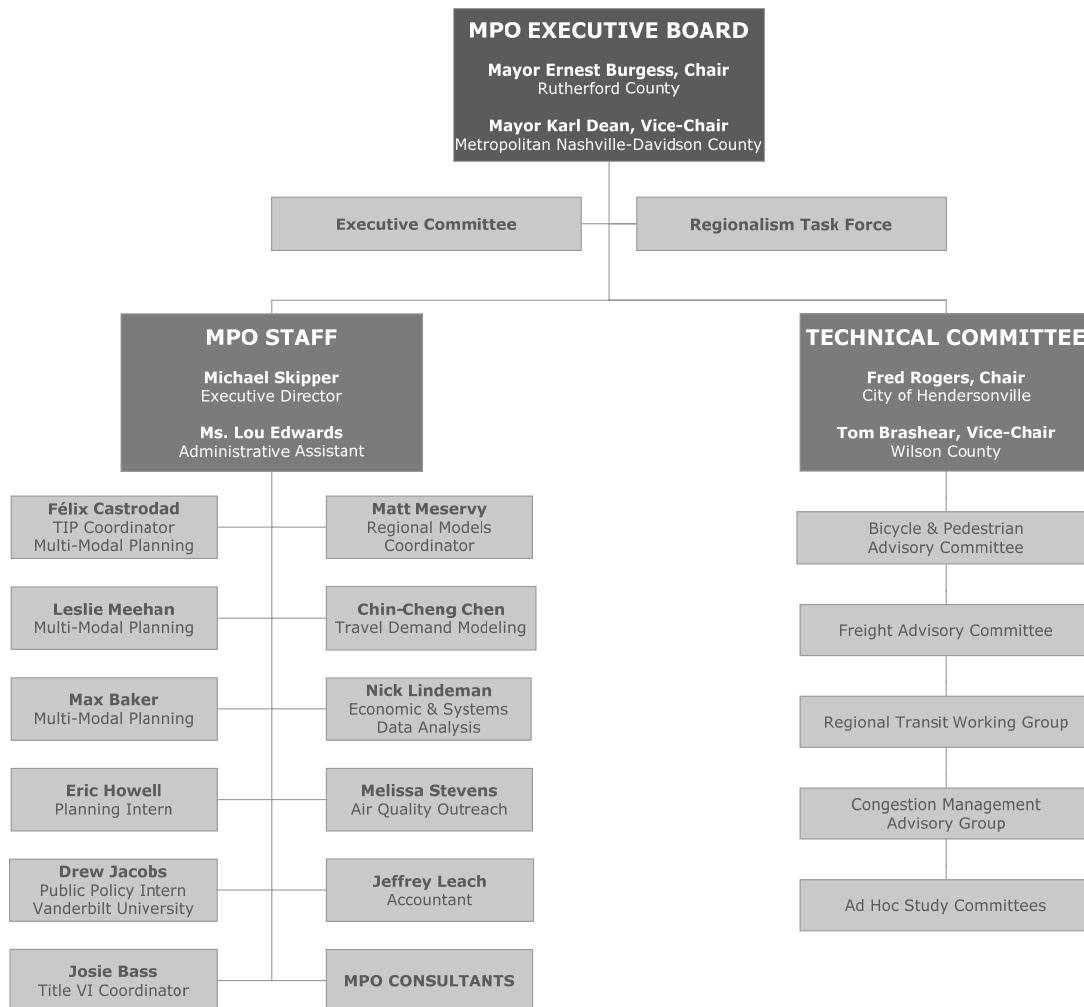 MPO EXECUTIVE BOARD
Mayor Ernest Burgess, Chair
Rutherford County
Mayor Karl Dean, Vice-Chair
Metropolitan Nashville-Davidson County
Executive Committee
Regionalism Task Force
MPO STAFF
Michael Skipper
Executive Director
Ms. Lou Edwards
Administrative Assistant
TECHNICAL COMMITTEE
Fred Rogers, Chair
City of Hendersonville
Tom Brashear, Vice-Chair
Wilson County
Félix Castrodad
TIP Coordinator
Multi-Modal Planning
Matt Meservy
Regional Models
Coordinator
Leslie Meehan
Multi-Modal Planning
Chin-Cheng Chen
Travel Demand Modeling
Max Baker
Multi-Modal Planning
Nick Lindeman
Economic & Systems
Data Analysis
Eric Howell
Planning Intern
Melissa Stevens
Air Quality Outreach
Drew Jacobs
Public Policy Intern
Vanderbilt University
Jeffrey Leach
Accountant
Josie Bass
Title VI Coordinator
MPO CONSULTANTS
Bicycle & Pedestrian
Advisory Committee
Freight Advisory Committee
Regional Transit Working Group
Congestion Management
Advisory Group
Ad Hoc Study Committees